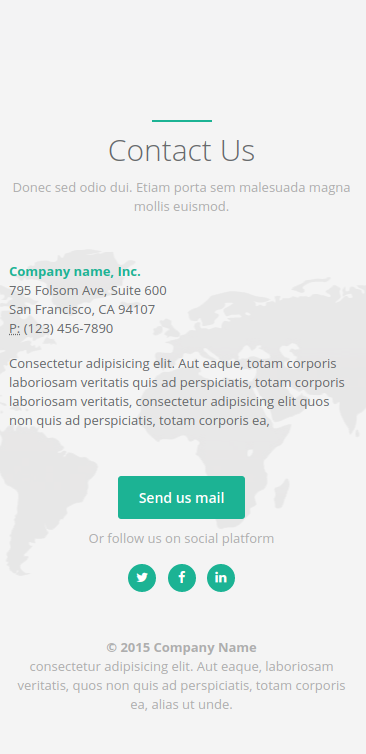 Contact Us
Donec sed odio dui. Etiam porta sem malesuada magna
mollis euismod.
Company name, Inc.
795 Folsom Ave, Suite 600
San Francisco, CA 94107
P: (123) 456-7890
Consectetur adipisicing elit. Aut eaque, totam corporis
laboriosam veritatis quis ad perspiciatis, totam corporis
laboriosam veritatis, consectetur adipisicing elit quos
non quis ad perspiciatis, totam corporis ea,
Send us mail
Or follow us on social platform
© 2015 Company Name
consectetur adipisicing elit. Aut eaque, laboriosam
veritatis, quos non quis ad perspiciatis, totam corporis
ea, alias ut unde.